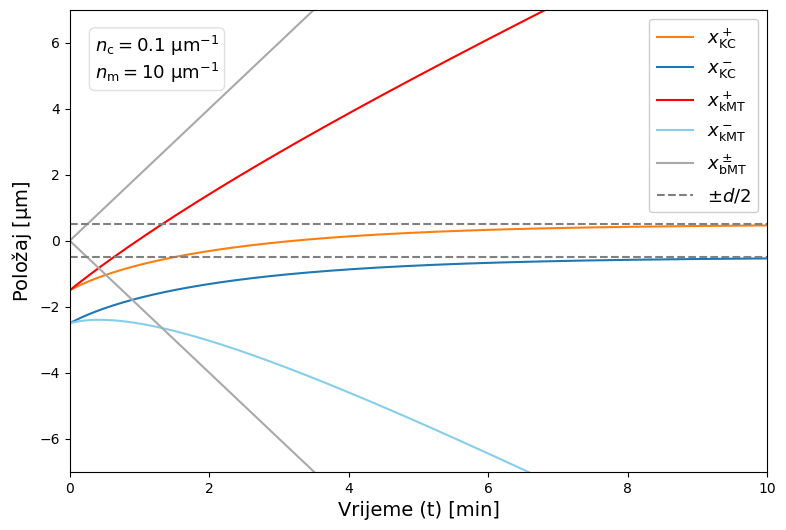 n_c = 0.1 μm⁻¹
n_m = 10 μm⁻¹
x⁺_KC
x⁻_KC
x⁺_kMT
x⁻_kMT
x±_bMT
±d/2
Položaj [μm]
6
4
2
0
−2
−4
−6
0 2 4 6 8 10
Vrijeme (t) [min]